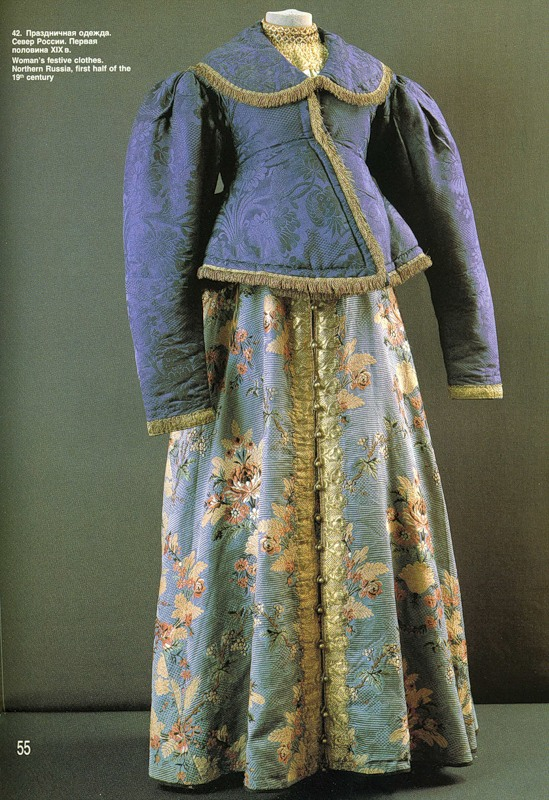 42. Праздничная одежда.
Север России. Первая
половина XIX в.
Woman's festive clothes.
Northern Russia, first half of the
19th century
55